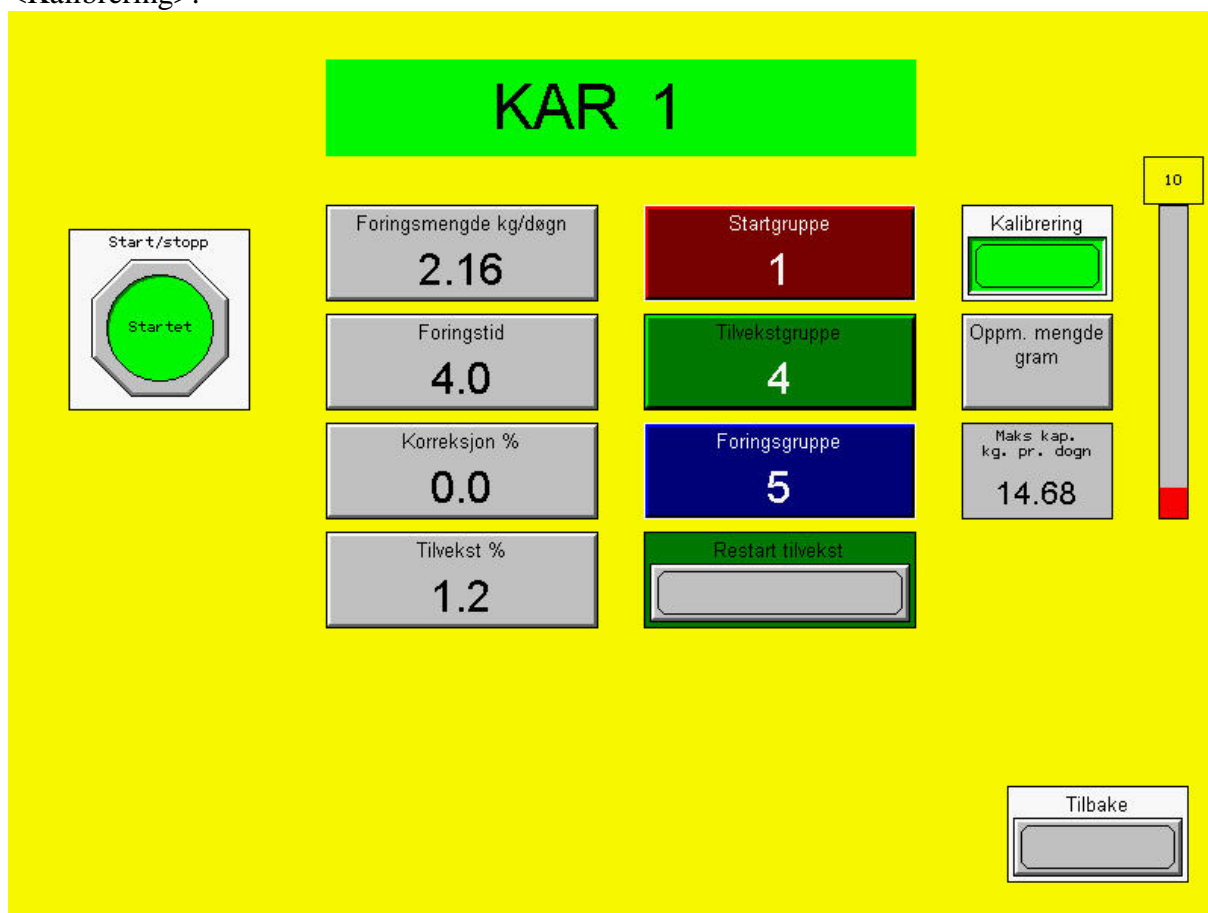 <Kalibrering>.
KAR 1
10
Start/stopp
Startet
Foringsmengde kg/døgn
2.16
Foringstid
4.0
Korreksjon %
0.0
Tilvekst %
1.2
Startgruppe
1
Tilvekstgruppe
4
Foringsgruppe
5
Restart tilvekst
Kalibrering
Oppm. mengde
gram
Maks kap.
kg. pr. dogn
14.68
Tilbake